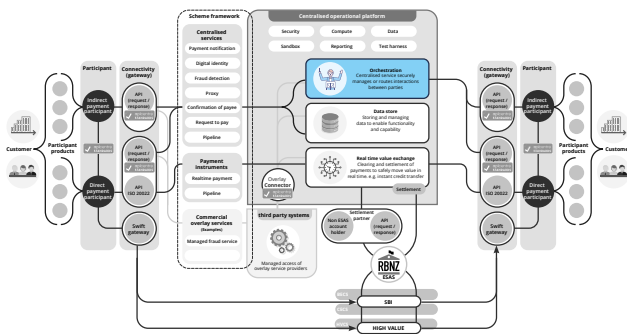 Scheme framework
Centralised operational platform
Centralised
services
Payment notification
Digital identity
Fraud detection
Proxy
Confirmation of payee
Request to pay
Pipeline
Payment
instruments
Realtime payment
Pipeline
Commercial
overlay services
(Examples)
Managed fraud service
Security
Compute
Data
Sandbox
Reporting
Test harness
Orchestration
Centralised service securely
manages or routes interactions
between parties
Data store
Storing and managing
data to enable functionality
and capability
Real time value exchange
Clearing and settlement of
payments to safely move value in
real time. e.g. instant credit transfer
Settlement
Overlay
Connector
third party systems
Managed access of
overlay service providers
Settlement
partner
Non ESAS
account
holder
API
(request /
response)
RBNZ
ESAS
SBI
HIGH VALUE
Customer
Participant
products
Participant
Indirect
payment
participant
Direct
payment
participant
Connectivity
(gateway)
API
(request /
response)
API
(request /
response)
API
ISO 20022
Swift
gateway
Connectivity
(gateway)
API
(request /
response)
API
(request /
response)
API
ISO 20022
Swift
gateway
Participant
Indirect
payment
participant
Direct
payment
participant
Participant
products
Customer